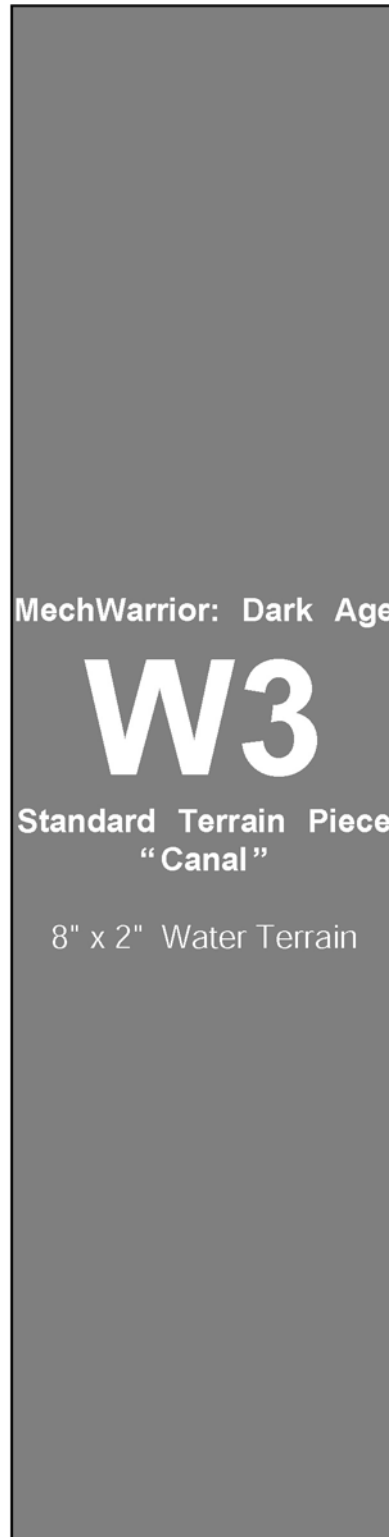 MechWarrior: Dark Age
W3
Standard Terrain Piece
“Canal”
8" x 2" Water Terrain